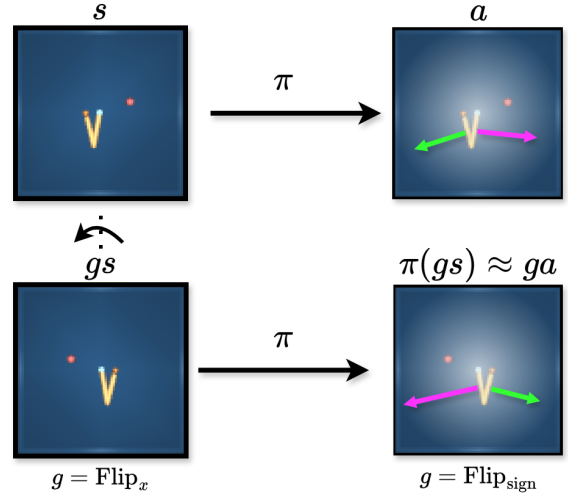 s
a
π
gs
π(gs) ≈ ga
π
g = Flip_x
g = Flip_sign